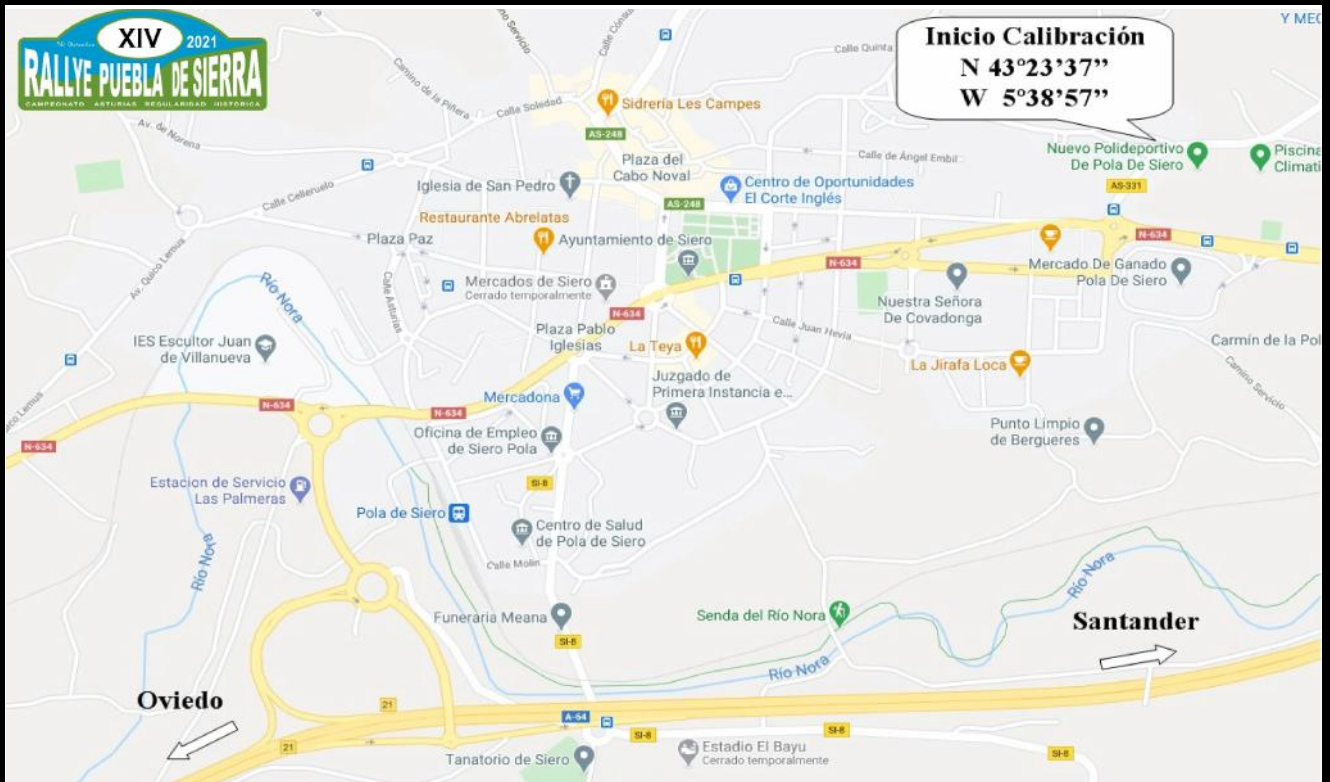 XIV 2021
RALLYE PUEBLA DE SIERRA
CAMPEONATO ASTURIAS REGULARIDAD HISTÓRICA
Inicio Calibración
N 43°23'37’’
W 5°38'57’’
Y MEC
Calle Quinta
Camino de la Piñera
Calle Soledad
Sidrería Les Campes
AS-248
Av. de Norena
Plaza del
Cabo Noval
Calle de Ángel Embil
Nuevo Polideportivo
De Pola De Siero
Piscina
Climati
AS-331
Iglesia de San Pedro
Centro de Oportunidades
El Corte Inglés
AS-248
Calle Celleruelo
Restaurante Abrelatas
Plaza Paz
Ayuntamiento de Siero
N-634
N-634
Mercado De Ganado
Pola De Siero
Av. Quico Lemus
Río Nora
Calle Asturias
Mercados de Siero
Cerrado temporalmente
Nuestra Señora
De Covadonga
N-634
Plaza Pablo
Iglesias
Calle Juan Hevia
IES Escultor Juan
de Villanueva
La Teya
Carmín de la Pol
La Jirafa Loca
Juzgado de
Primera Instancia e...
Camino Servicio
Mercadona
N-634
N-634
N-634
Oficina de Empleo
de Siero Pola
Punto Limpio
de Bergueres
Estacion de Servicio
Las Palmeras
SI-8
Pola de Siero
Centro de Salud
de Pola de Siero
Río Nora
Calle Molin
Río Nora
Funeraria Meana
Senda del Río Nora
Santander
SI-8
Río Nora
Oviedo
21
A-64
SI-8
SI-8
21
Estadio El Bayu
Cerrado temporalmente
SI-8
Tanatorio de Siero